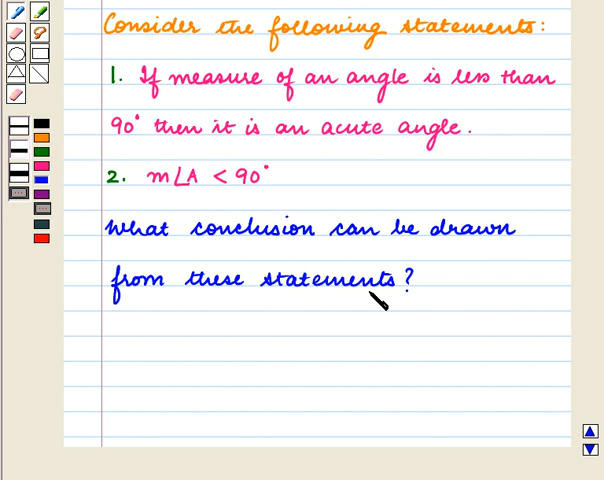 Consider the following statements:
1. If measure of an angle is less than
90° then it is an acute angle.
2. m∠A < 90°
What conclusion can be drawn
from these statements?